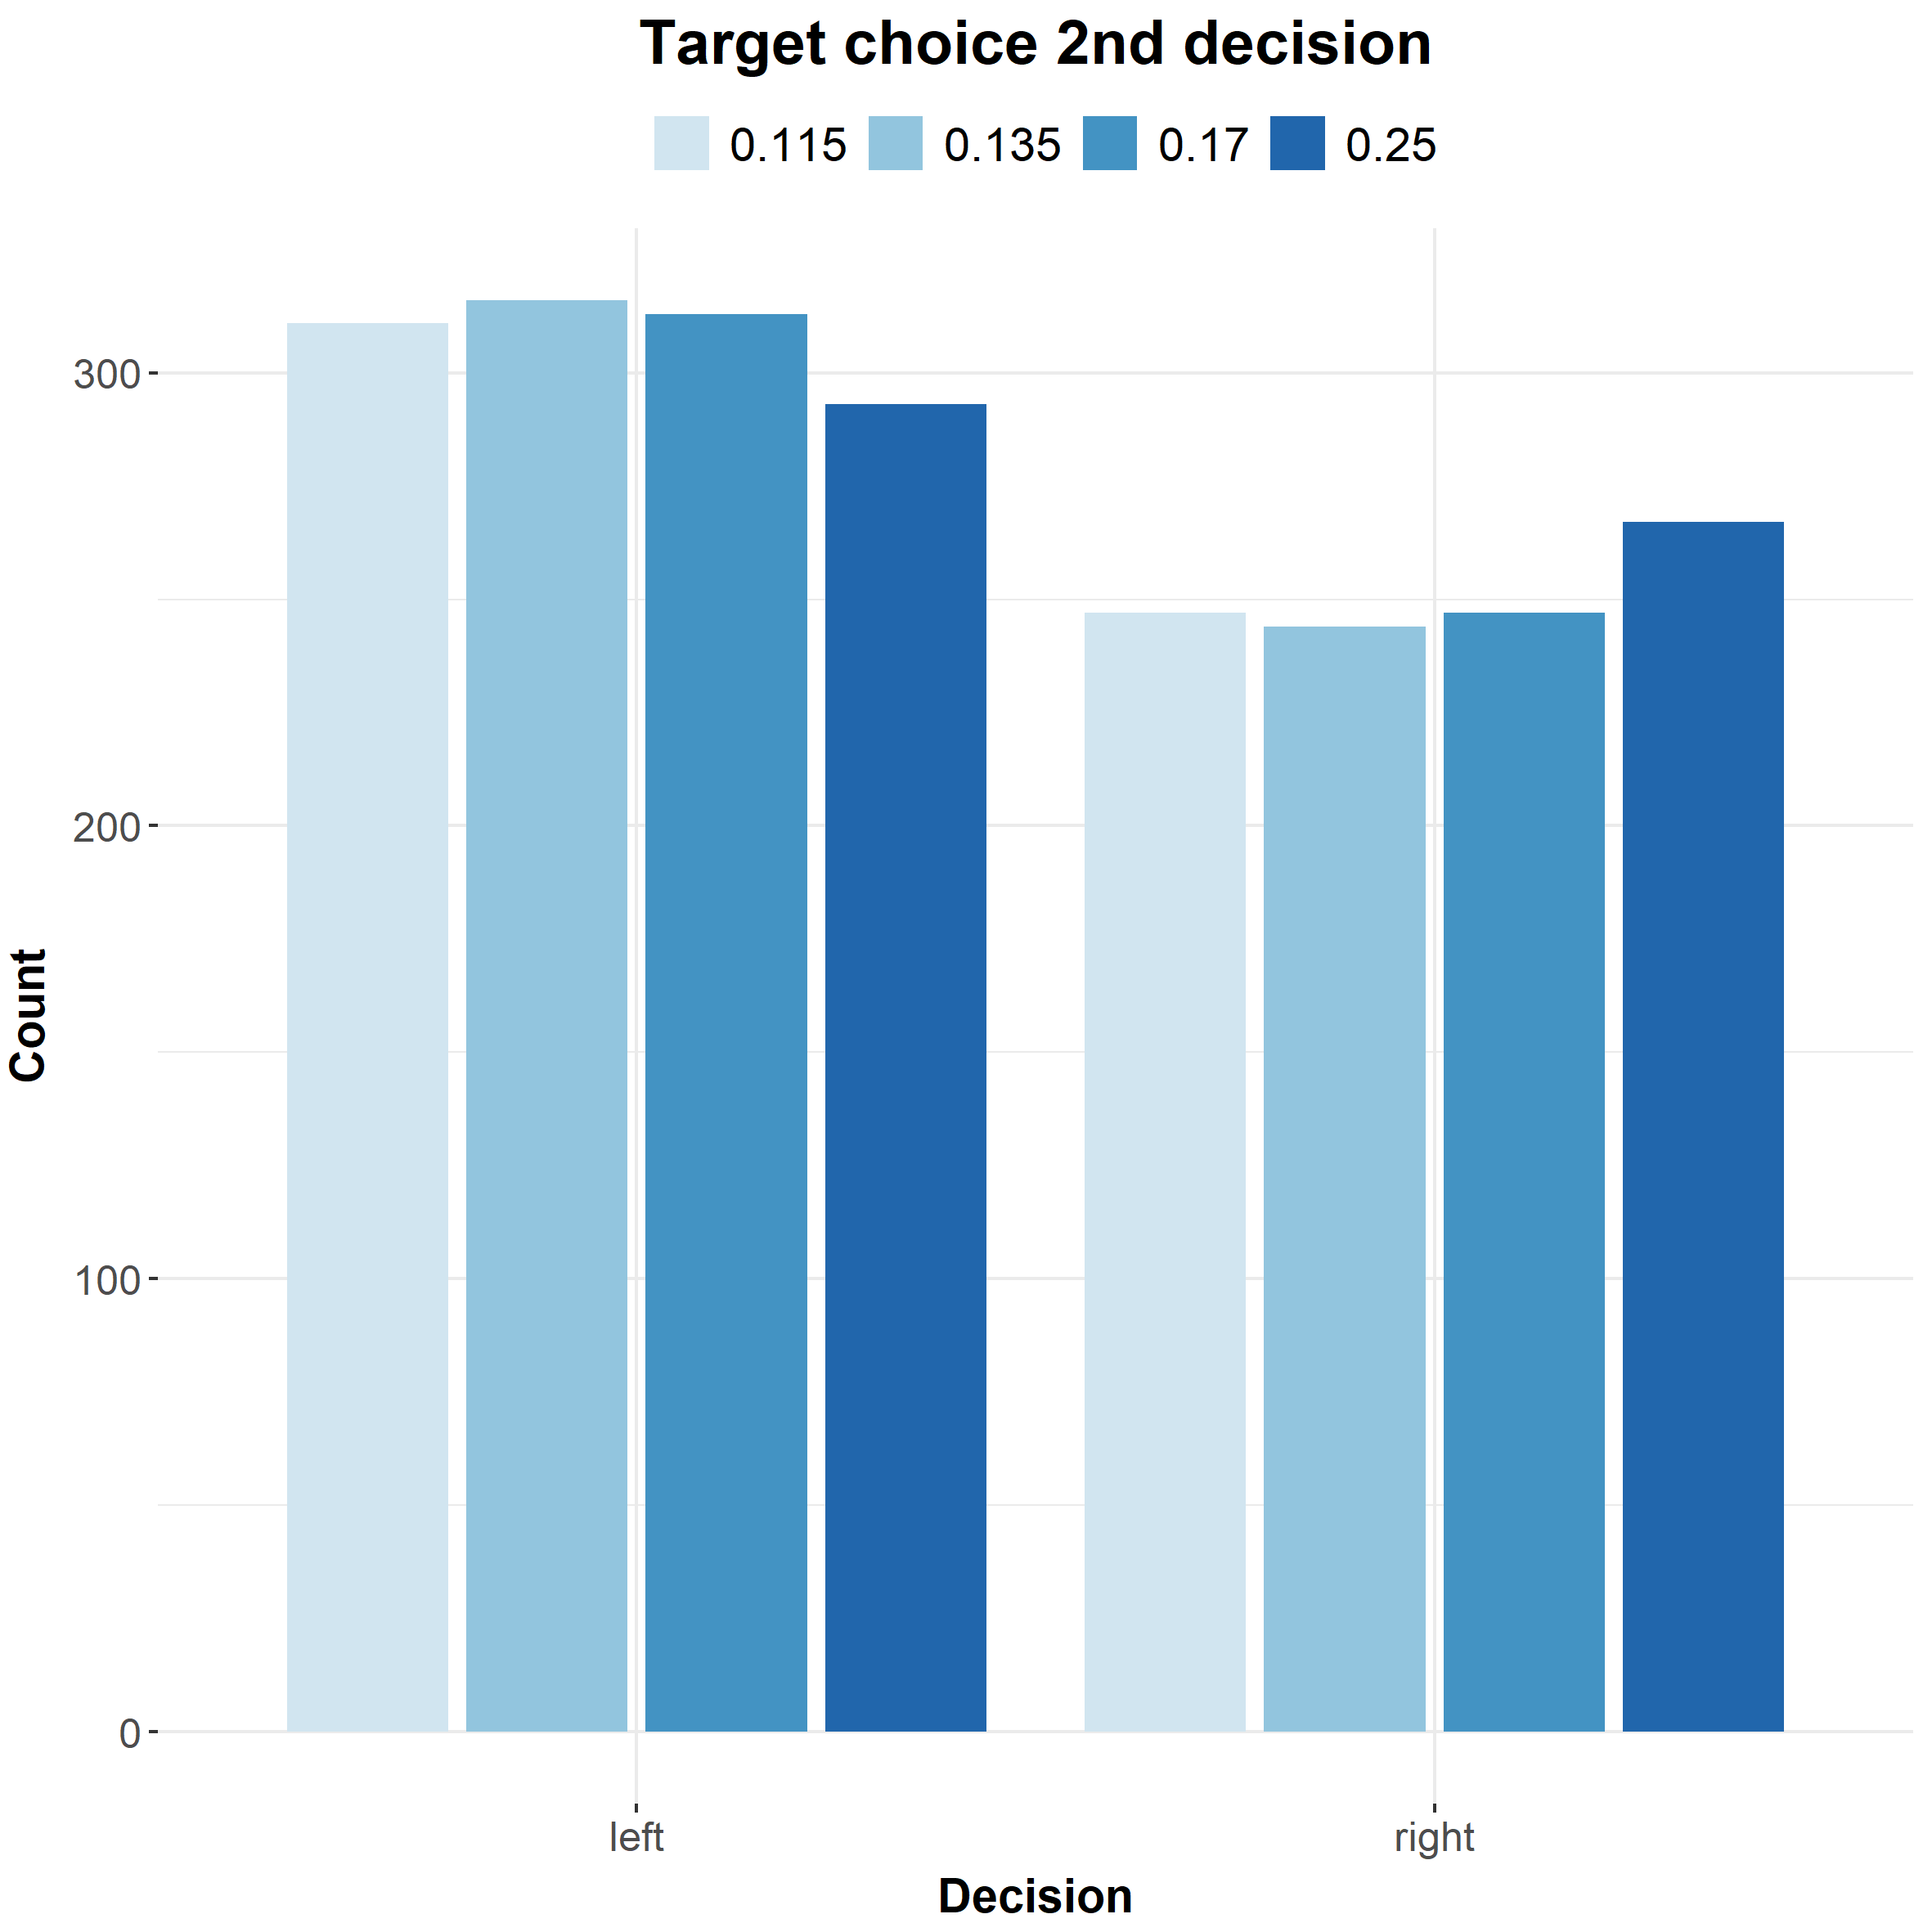 Target choice 2nd decision
0.115 0.135 0.17 0.25
300
200
100
0
Count
left right
Decision